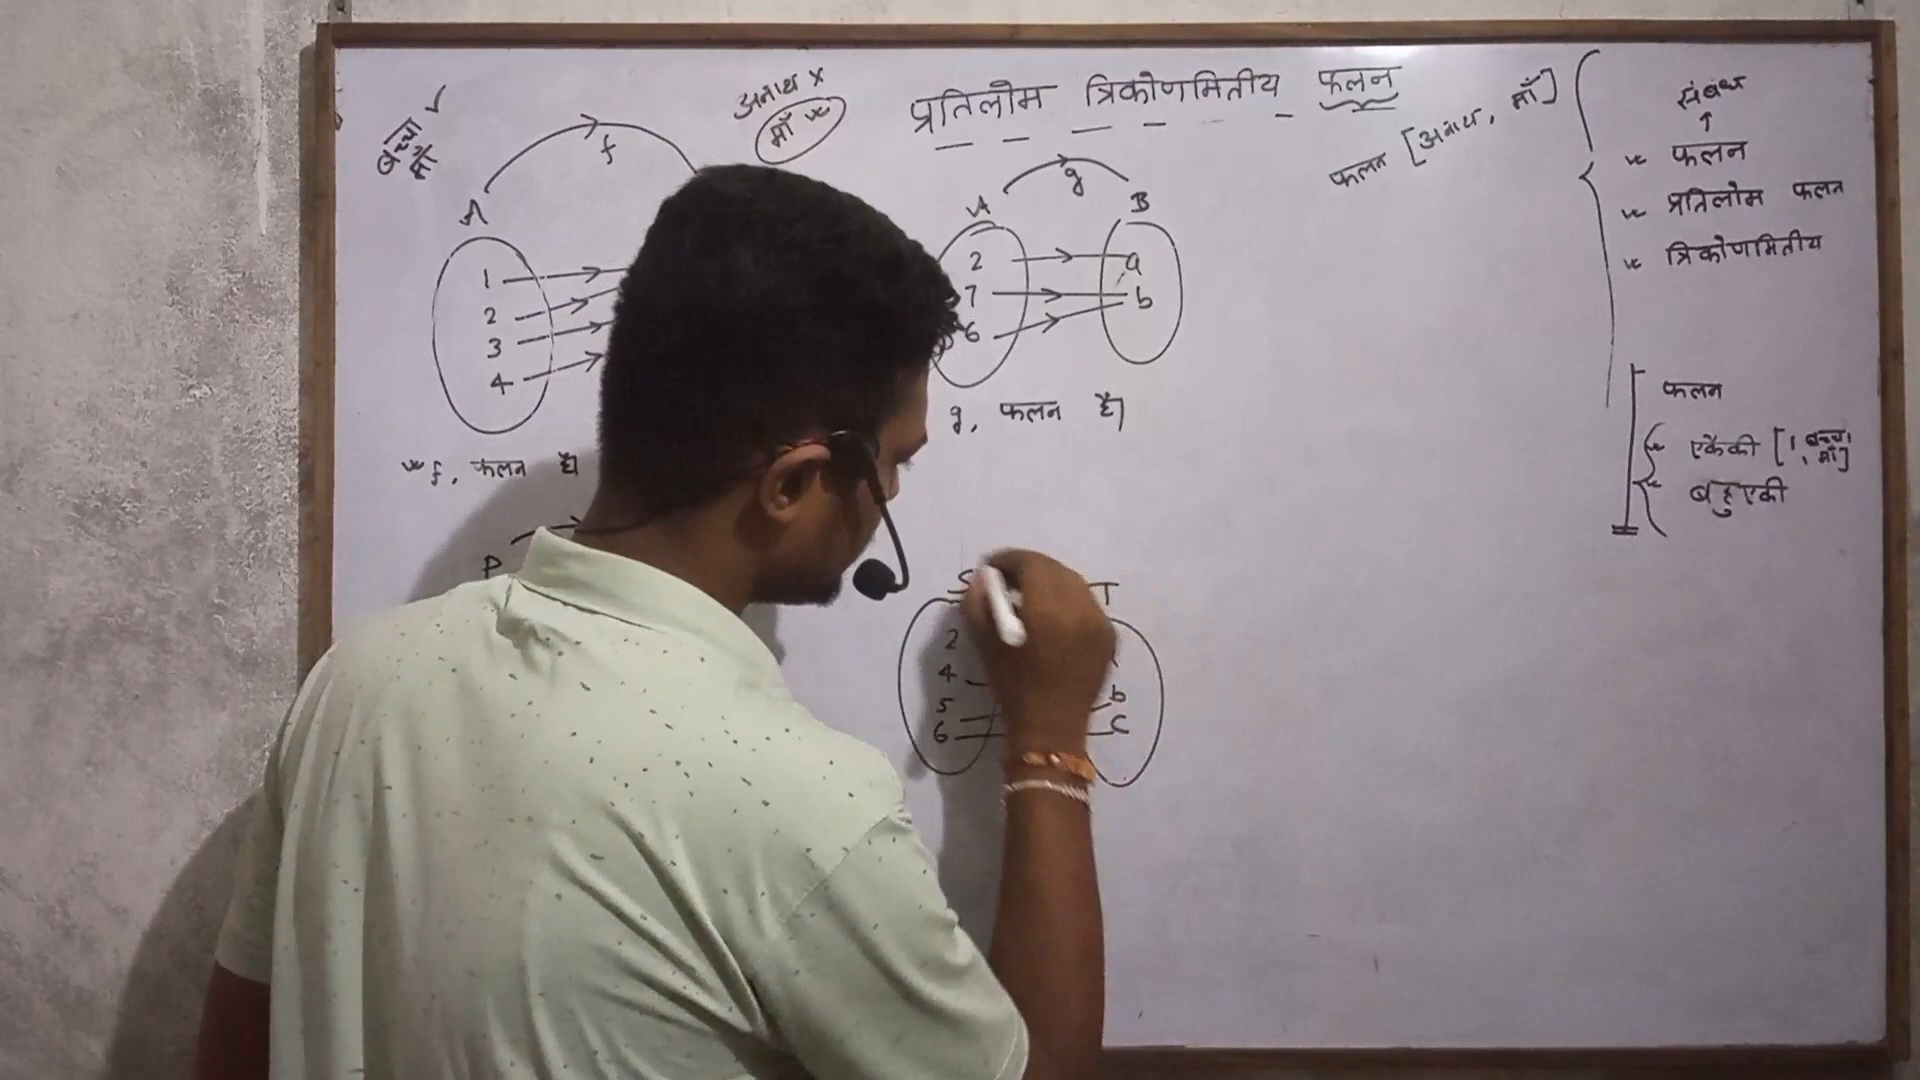 प्रतिलोम त्रिकोणमितीय फलन
अनाथ x
माँ
बच्चा ✓
माँ
f
A
1
2
3
4
f, फलन है
g
A B
2 a
7 b
6
g, फलन है।
फलन [अनाथ, माँ]
संबंध
↑
फलन
प्रतिलोम फलन
त्रिकोणमितीय
फलन
एकैकी [1 बच्चा, 1 माँ]
बहुएकी
P
S T
2
4
5 b
6 c